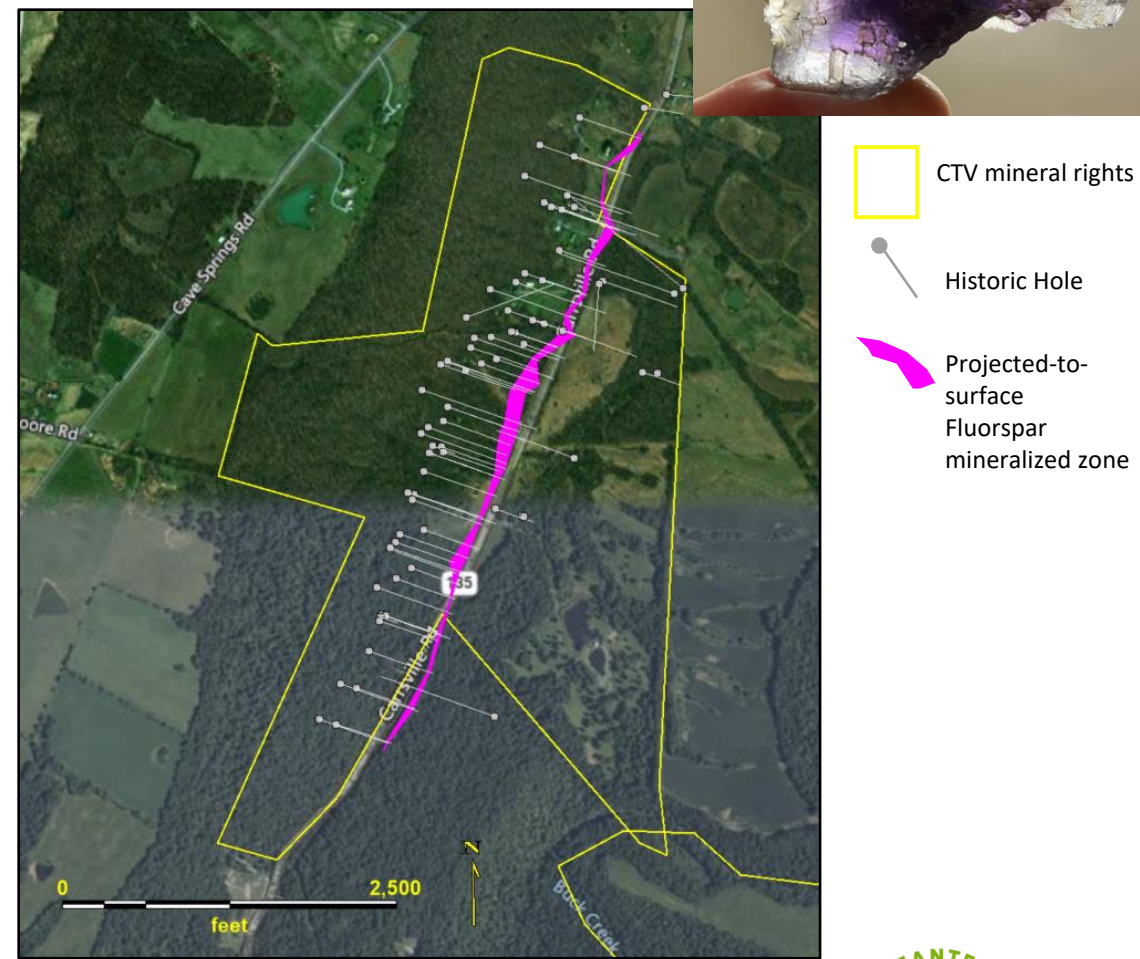 CTV mineral rights
Historic Hole
Projected-to-
surface
Fluorspar
mineralized zone
Cave Springs Rd
oore Rd
135
Carrsville Rd
Buck Creek
N
0
2,500
feet